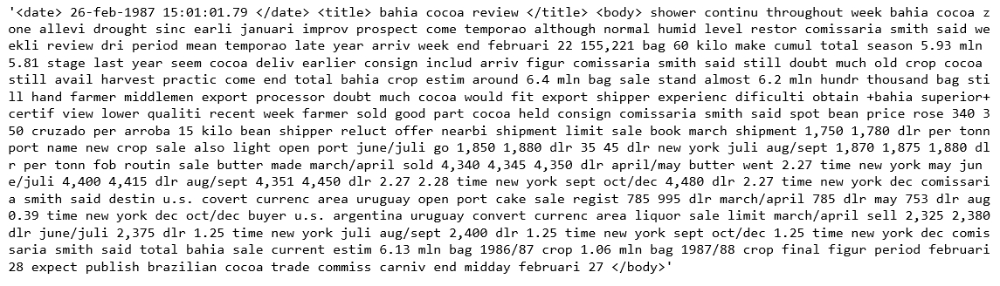 '<date> 26-feb-1987 15:01:01.79 </date> <title> bahia cocoa review </title> <body> shower continu throughout week bahia cocoa z
one allevi drought sinc earli januari improv prospect come temporao although normal humid level restor comissaria smith said we
ekli review dri period mean temporao late year arriv week end februari 22 155,221 bag 60 kilo make cumul total season 5.93 mln
5.81 stage last year seem cocoa deliv earlier consign includ arriv figur comissaria smith said still doubt much old crop cocoa
still avail harvest practic come end total bahia crop estim around 6.4 mln bag sale stand almost 6.2 mln hundr thousand bag sti
ll hand farmer middlemen export processor doubt much cocoa would fit export shipper experienc dificulti obtain +bahia superior+
certif view lower qualiti recent week farmer sold good part cocoa held consign comissaria smith said spot bean price rose 340 3
50 cruzado per arroba 15 kilo bean shipper reluct offer nearbi shipment limit sale book march shipment 1,750 1,780 dlr per tonn
port name new crop sale also light open port june/juli go 1,850 1,880 dlr 35 45 dlr new york juli aug/sept 1,870 1,875 1,880 dl
r per tonn fob routin sale butter made march/april sold 4,340 4,345 4,350 dlr april/may butter went 2.27 time new york may jun
e/juli 4,400 4,415 dlr aug/sept 4,351 4,450 dlr 2.27 2.28 time new york sept oct/dec 4,480 dlr 2.27 time new york dec comissari
a smith said destin u.s. covert currenc area uruguay open port cake sale regist 785 995 dlr march/april 785 dlr may 753 dlr aug
0.39 time new york dec oct/dec buyer u.s. argentina uruguay convert currenc area liquor sale limit march/april sell 2,325 2,380
dlr june/juli 2,375 dlr 1.25 time new york juli aug/sept 2,400 dlr 1.25 time new york sept oct/dec 1.25 time new york dec comis
saria smith said total bahia sale current estim 6.13 mln bag 1986/87 crop 1.06 mln bag 1987/88 crop final figur period februari
28 expect publish brazilian cocoa trade commiss carniv end midday februari 27 </body>'